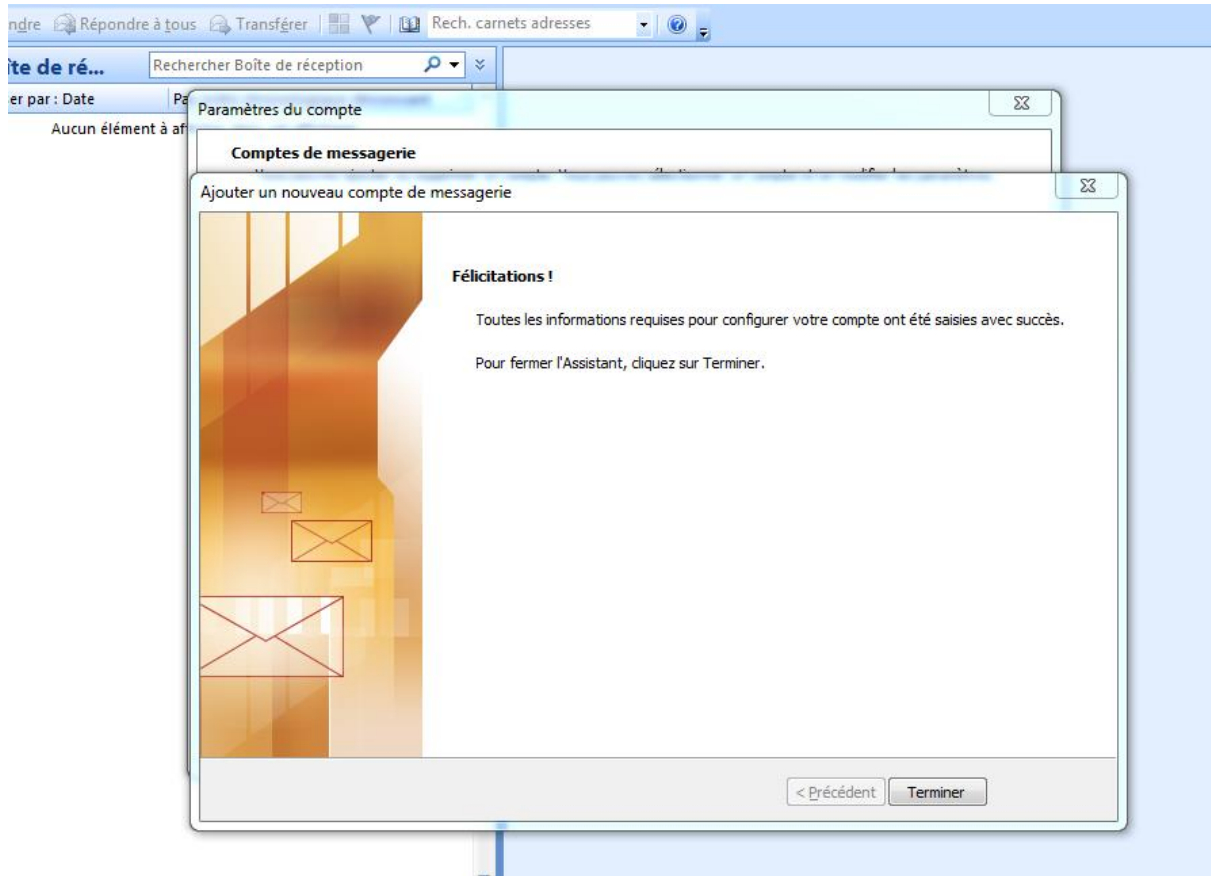 ndre Répondre à tous Transférer Rech. carnets adresses
îte de ré... Rechercher Boîte de réception
er par : Date Pa
Aucun élément à af
Paramètres du compte
Comptes de messagerie
Ajouter un nouveau compte de messagerie
Félicitations !
Toutes les informations requises pour configurer votre compte ont été saisies avec succès.
Pour fermer l'Assistant, cliquez sur Terminer.
< Précédent Terminer